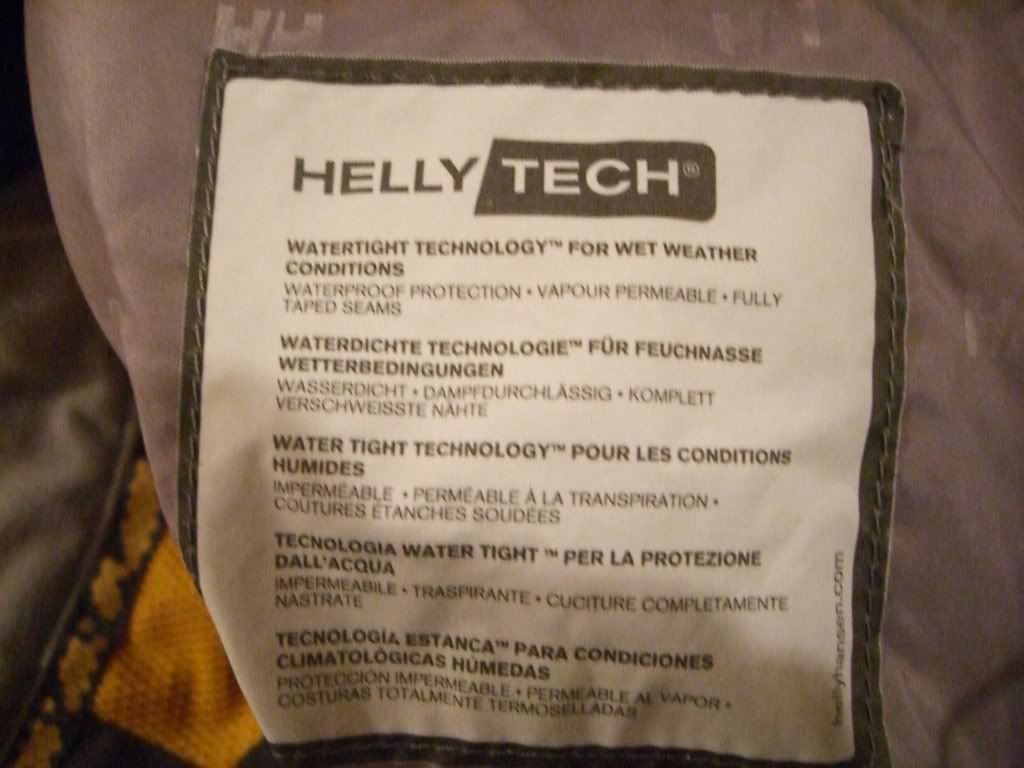 HELLY TECH®
WATERTIGHT TECHNOLOGY™ FOR WET WEATHER
CONDITIONS
WATERPROOF PROTECTION • VAPOUR PERMEABLE • FULLY
TAPED SEAMS
WATERDICHTE TECHNOLOGIE™ FÜR FEUCHNASSE
WETTERBEDINGUNGEN
WASSERDICHT • DAMPFDURCHLÄSSIG • KOMPLETT
VERSCHWEISSTE NÄHTE
WATER TIGHT TECHNOLOGY™ POUR LES CONDITIONS
HUMIDES
IMPERMÉABLE • PERMÉABLE À LA TRANSPIRATION •
COUTURES ÉTANCHES SOUDÉES
TECNOLOGIA WATER TIGHT ™ PER LA PROTEZIONE
DALL'ACQUA
IMPERMEABILE • TRASPIRANTE • CUCITURE COMPLETAMENTE
NASTRATE
TECNOLOGÍA ESTANCA™ PARA CONDICIONES
CLIMATOLÓGICAS HÚMEDAS
PROTECCIÓN IMPERMEABLE • PERMEABLE AL VAPOR •
COSTURAS TOTALMENTE TERMOSELLADAS
hellyhansen.com